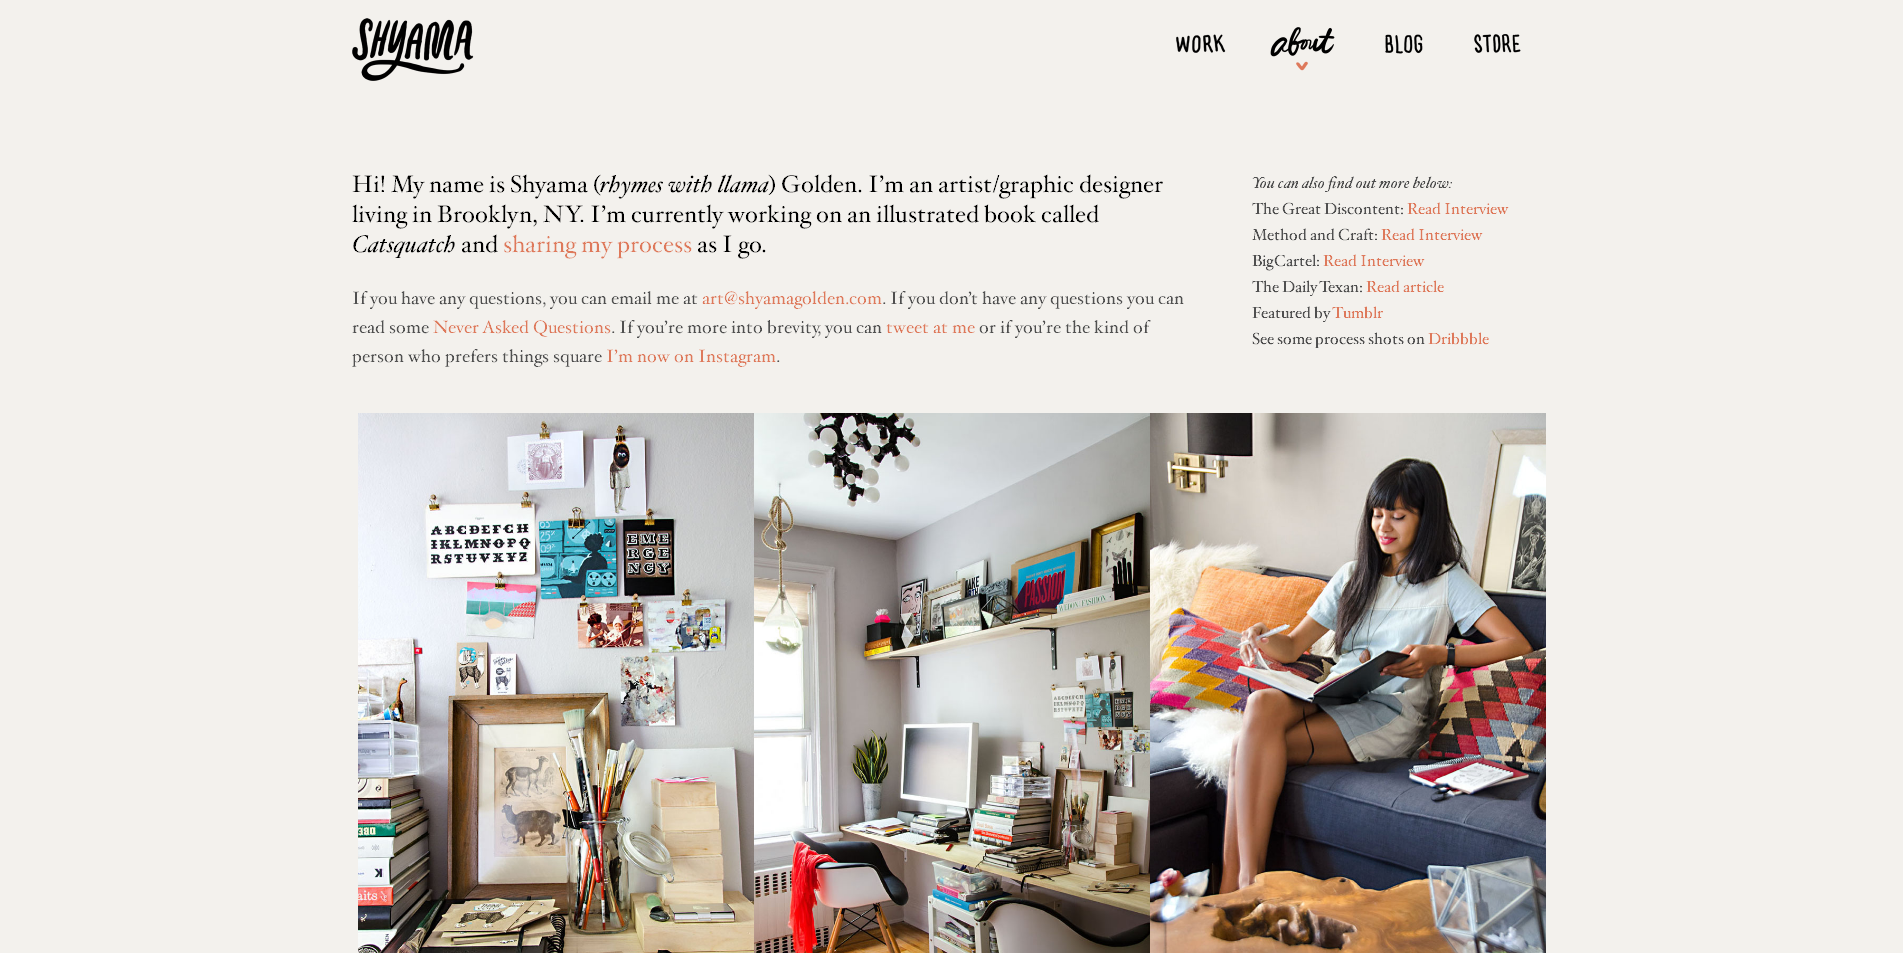 SHYAMA
WORK
about
BLOG
STORE
Hi! My name is Shyama (rhymes with llama) Golden. I’m an artist/graphic designer
living in Brooklyn, NY. I’m currently working on an illustrated book called
Catsquatch and sharing my process as I go.
If you have any questions, you can email me at art@shyamagolden.com. If you don’t have any questions you can
read some Never Asked Questions. If you’re more into brevity, you can tweet at me or if you’re the kind of
person who prefers things square I’m now on Instagram.
You can also find out more below:
The Great Discontent: Read Interview
Method and Craft: Read Interview
BigCartel: Read Interview
The Daily Texan: Read article
Featured by Tumblr
See some process shots on Dribbble
ABCDEFGH
IKLMNOPQ
RSTUVXYZ
EME
RGE
NCY
PASSION